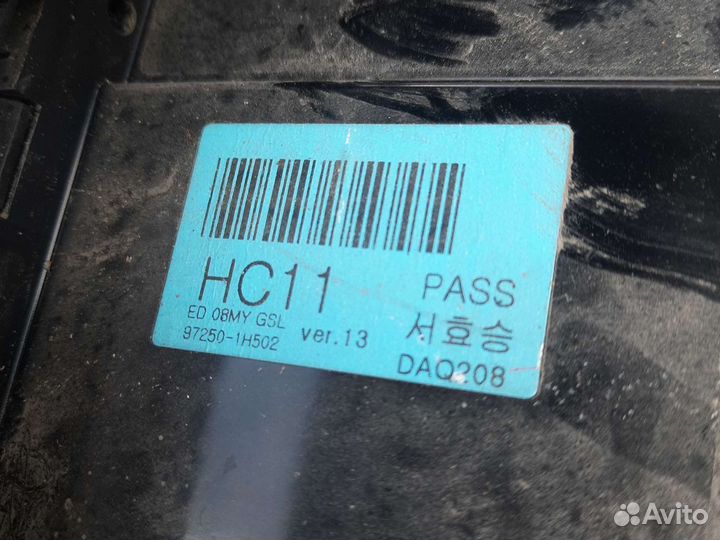 HC11
PASS
ED 08MY GSL
97250-1H502
ver.13
서효승
DAQ208
Avito